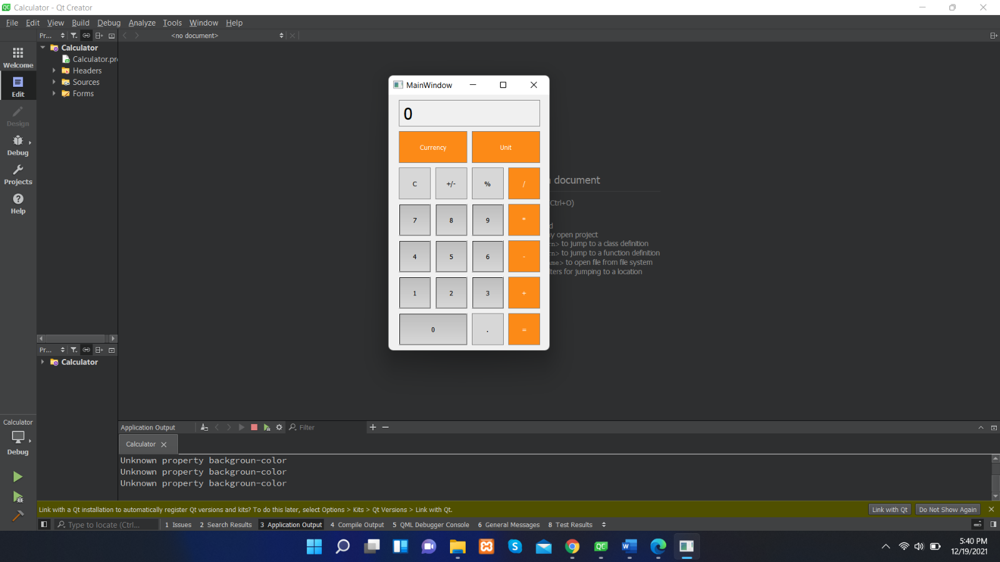 Calculator - Qt Creator
File Edit View Build Debug Analyze Tools Window Help
Pr... <no document>
Welcome
Edit
Design
Debug
Projects
Help
Calculator
Calculator.pr
Headers
Sources
Forms
MainWindow
0
Currency Unit
C +/- % /
7 8 9 *
4 5 6 -
1 2 3 +
0 . =
document
Ctrl+O)
d
y open project
> to jump to a class definition
> to jump to a function definition
me> to open file from file system
ters for jumping to a location
Pr...
Calculator
Calculator
Debug
Application Output Filter + −
Calculator
Unknown property backgroun-color
Unknown property backgroun-color
Unknown property backgroun-color
Link with a Qt installation to automatically register Qt versions and kits? To do this later, select Options > Kits > Qt Versions > Link with Qt. Link with Qt Do Not Show Again
Type to locate (Ctrl... 1 Issues 2 Search Results 3 Application Output 4 Compile Output 5 QML Debugger Console 6 General Messages 8 Test Results
5:40 PM
12/19/2021